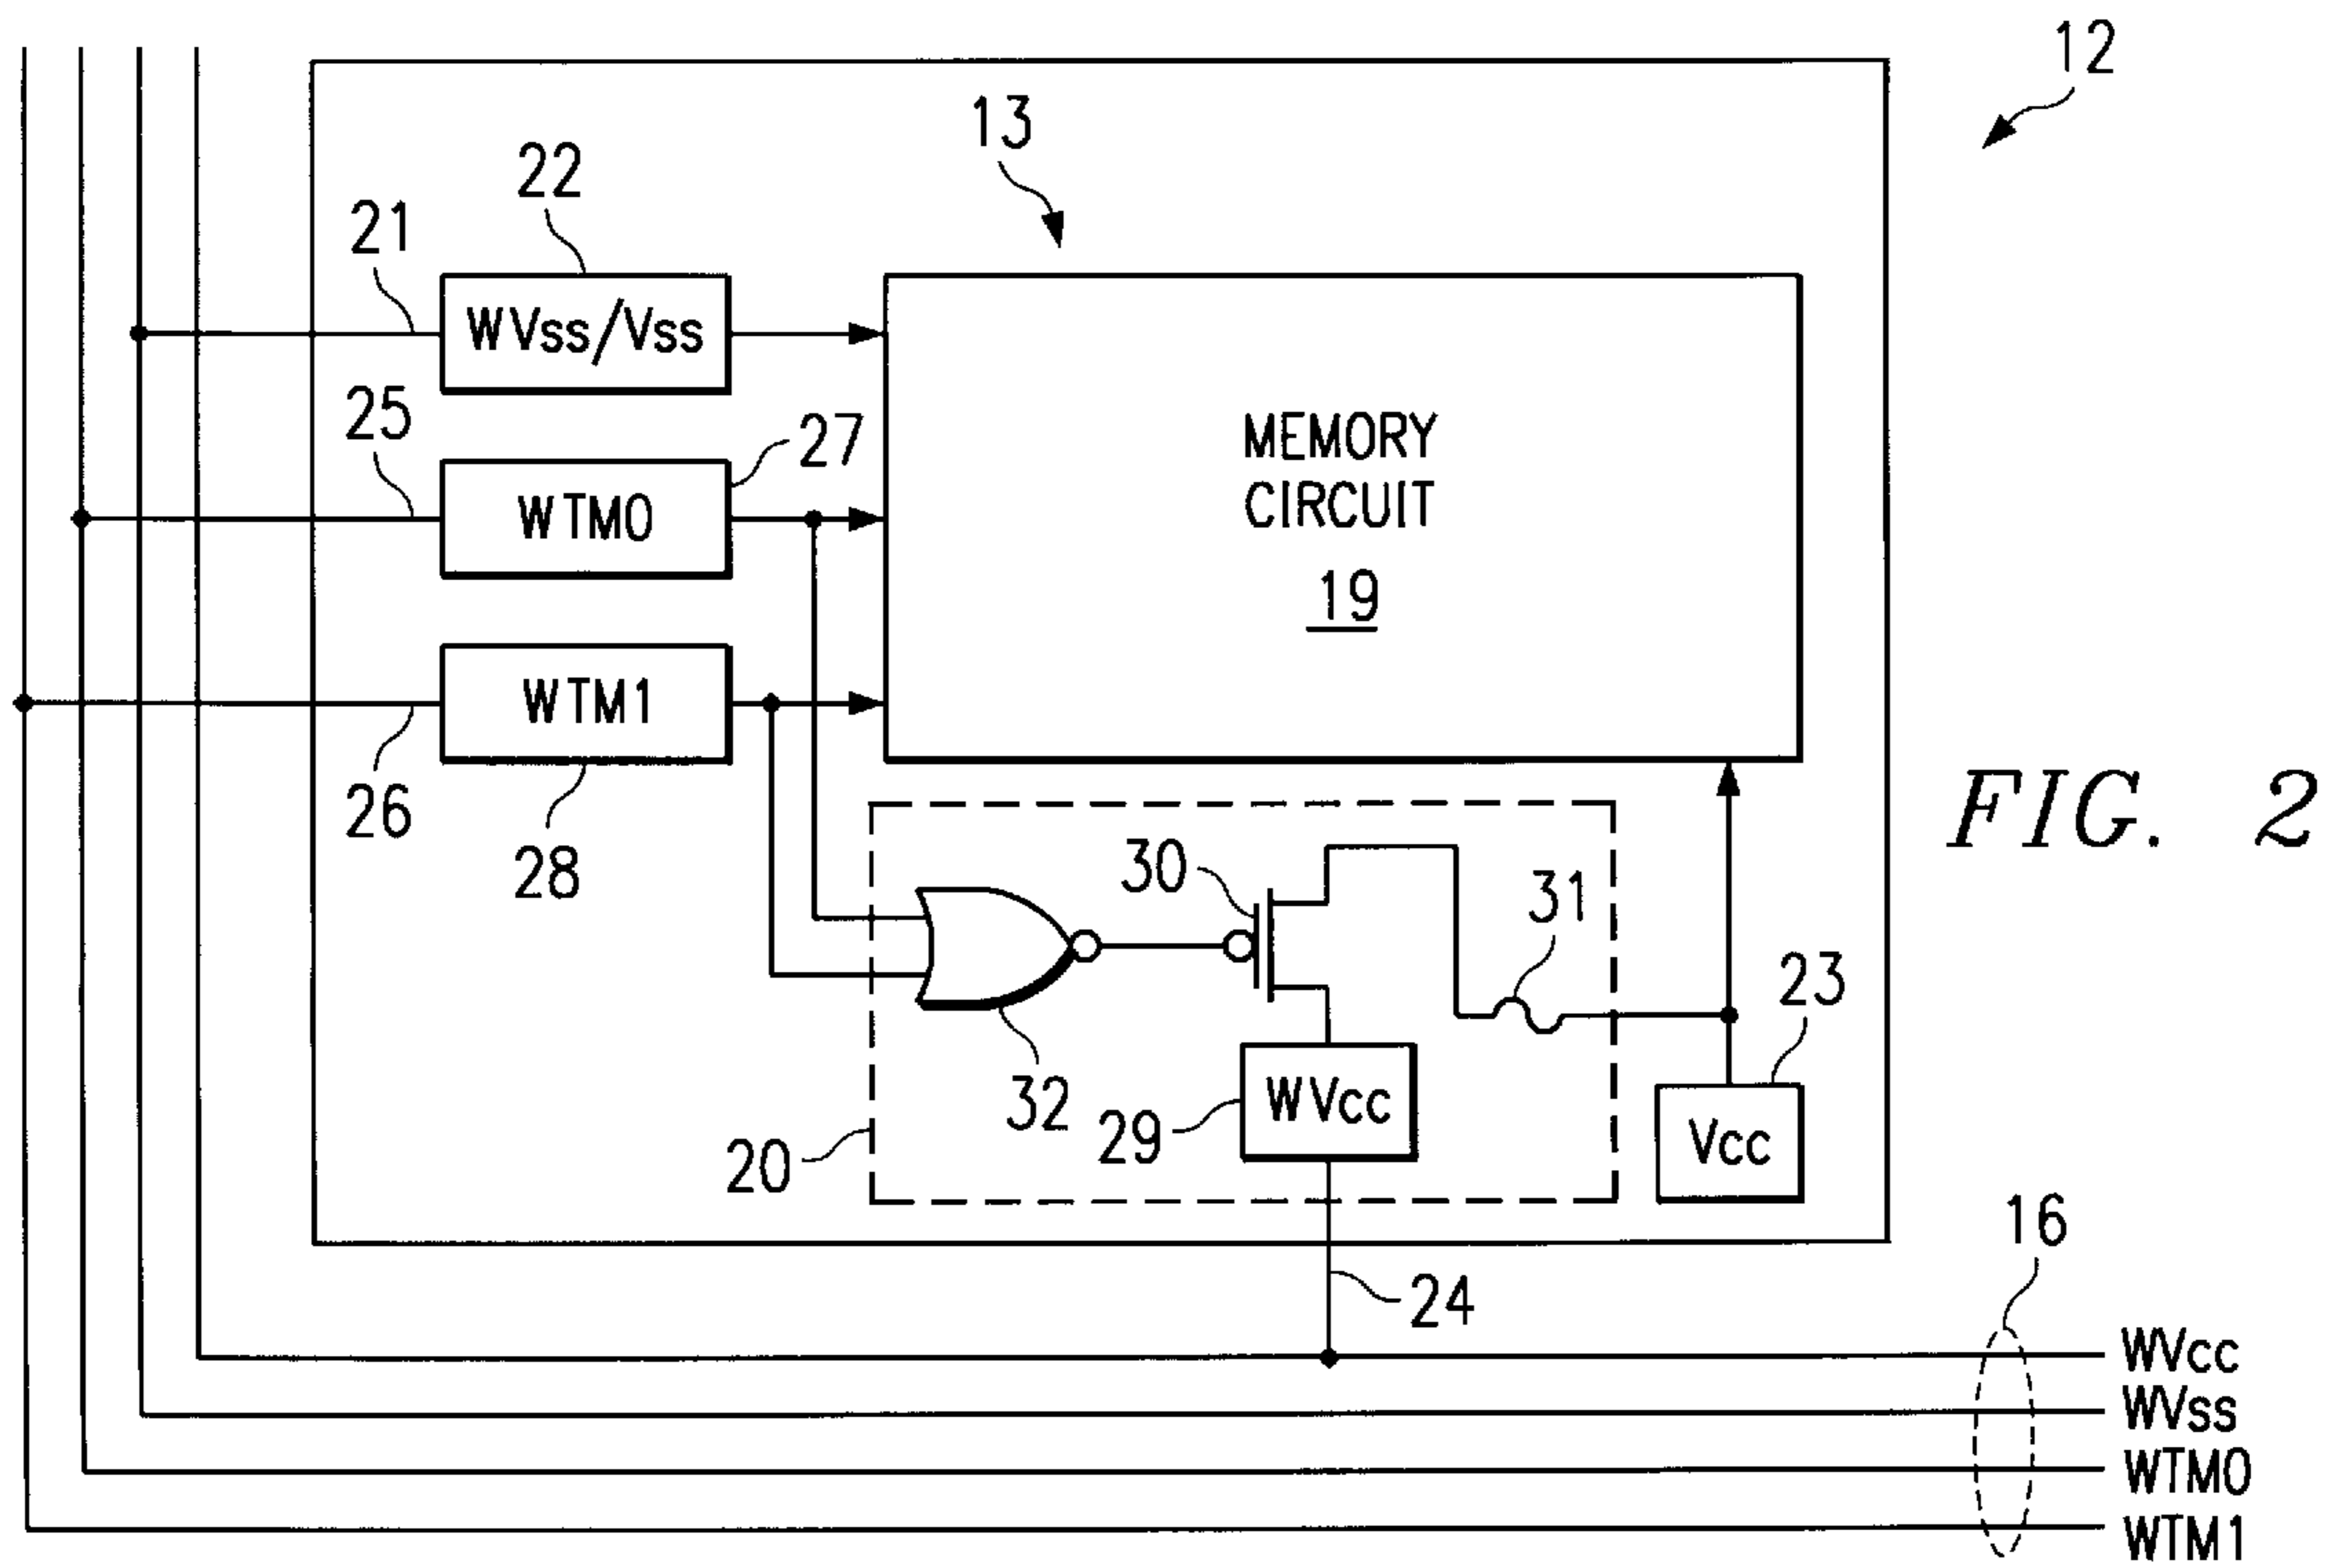 12
13
22
21
WVss/Vss
25
27
WTM0
MEMORY
CIRCUIT
19
WTM1
26
28
FIG. 2
30
31
23
32
29
WVcc
20
Vcc
16
24
WVcc
WVss
WTM0
WTM1